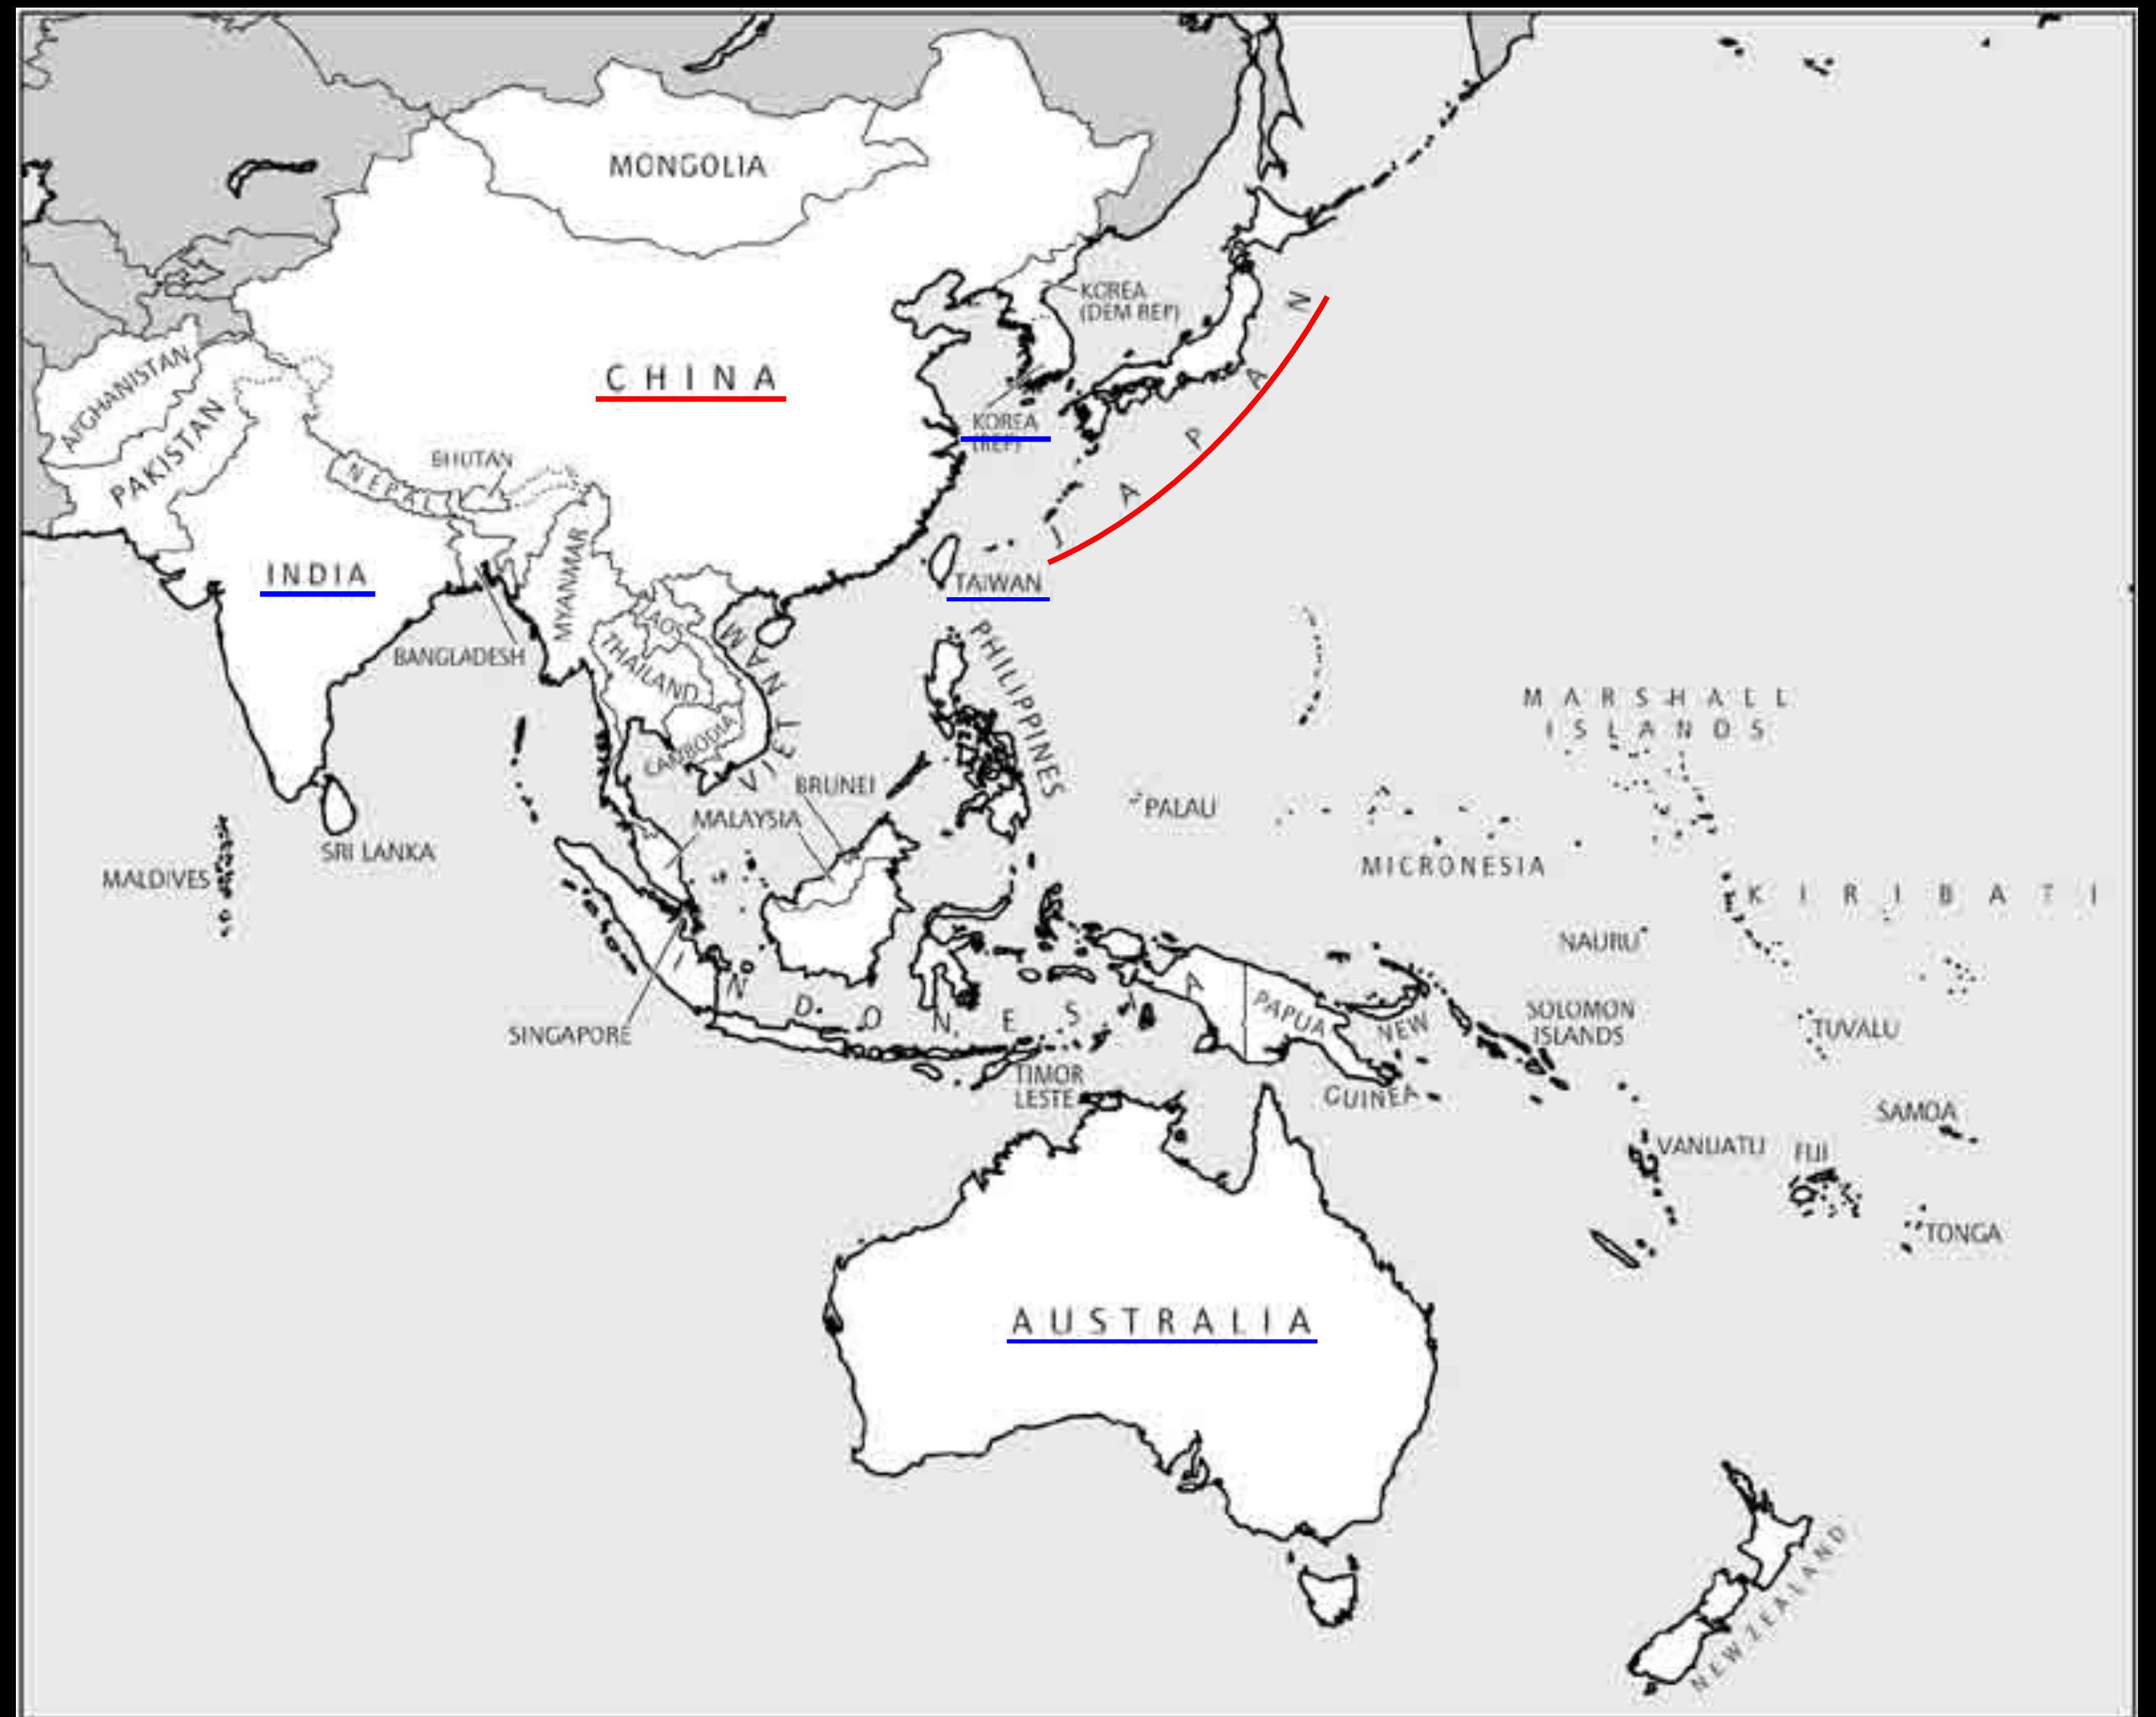 MONGOLIA
KOREA
(DEM REP)
CHINA
JAPAN
AFGHANISTAN
PAKISTAN
KOREA
(REP)
BHUTAN
NEPAL
INDIA
MYANMAR
TAIWAN
LAOS
BANGLADESH
THAILAND
VIETNAM
PHILIPPINES
CAMBODIA
MARSHALL
ISLANDS
BRUNEI
PALAU
MALAYSIA
SRI LANKA
MICRONESIA
MALDIVES
KIRIBATI
NAURU
INDONESIA
PAPUA
NEW
GUINEA
SOLOMON
ISLANDS
SINGAPORE
TUVALU
TIMOR
LESTE
SAMOA
VANUATU
FIJI
TONGA
AUSTRALIA
NEW ZEALAND